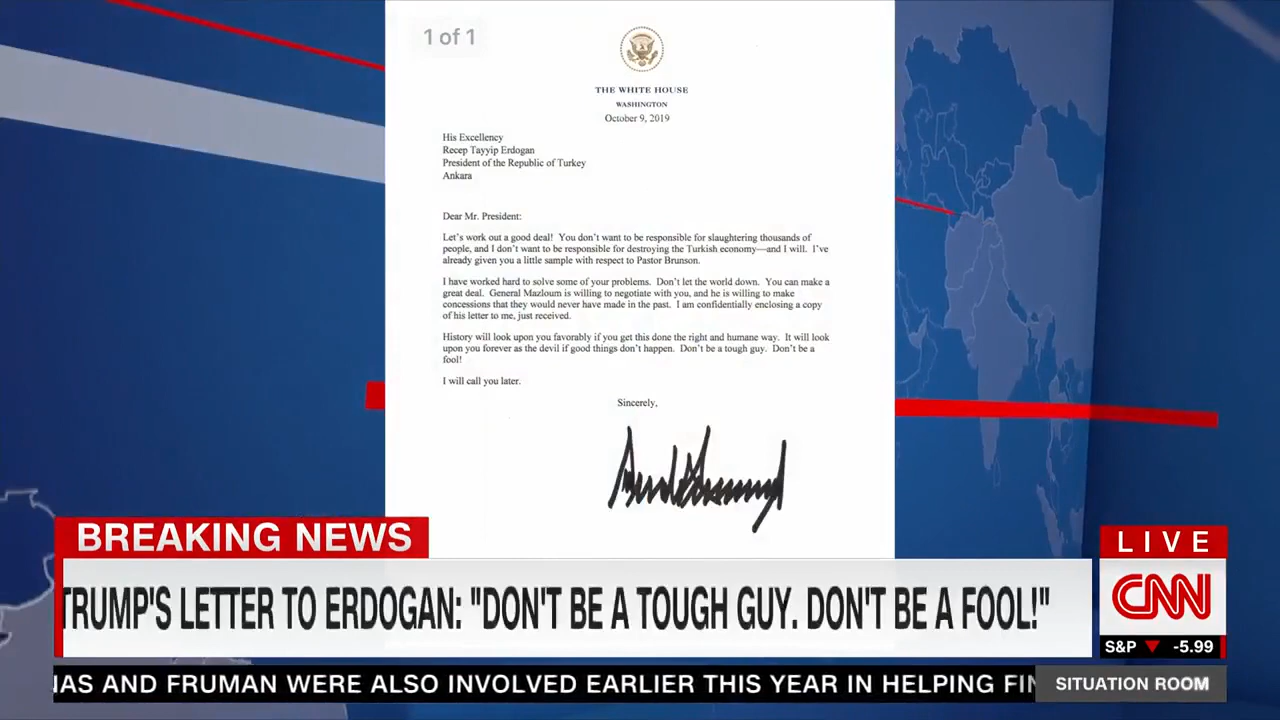 1 of 1
THE WHITE HOUSE
WASHINGTON
October 9, 2019
His Excellency
Recep Tayyip Erdogan
President of the Republic of Turkey
Ankara
Dear Mr. President:
Let's work out a good deal!  You don't want to be responsible for slaughtering thousands of
people, and I don't want to be responsible for destroying the Turkish economy—and I will.  I've
already given you a little sample with respect to Pastor Brunson.
I have worked hard to solve some of your problems.  Don't let the world down.  You can make a
great deal.  General Mazloum is willing to negotiate with you, and he is willing to make
concessions that they would never have made in the past.  I am confidentially enclosing a copy
of his letter to me, just received.
History will look upon you favorably if you get this done the right and humane way.  It will look
upon you forever as the devil if good things don't happen.  Don't be a tough guy.  Don't be a
fool!
I will call you later.
Sincerely,
BREAKING NEWS
TRUMP'S LETTER TO ERDOGAN: "DON'T BE A TOUGH GUY. DON'T BE A FOOL!"
LIVE
CNN
S&P ▼ -5.99
NAS AND FRUMAN WERE ALSO INVOLVED EARLIER THIS YEAR IN HELPING FIN
SITUATION ROOM